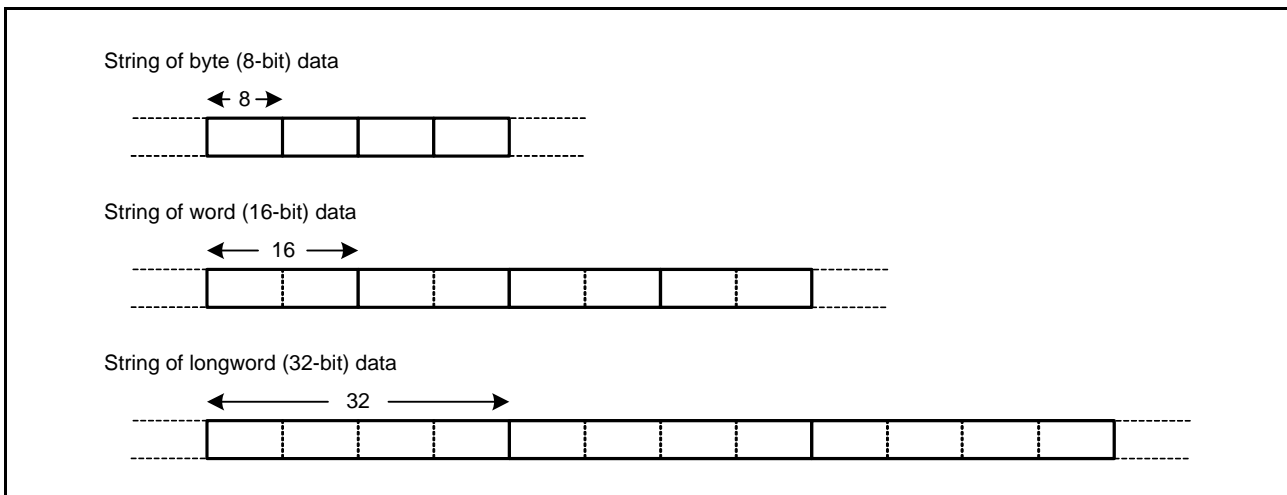 String of byte (8-bit) data
8
String of word (16-bit) data
16
String of longword (32-bit) data
32